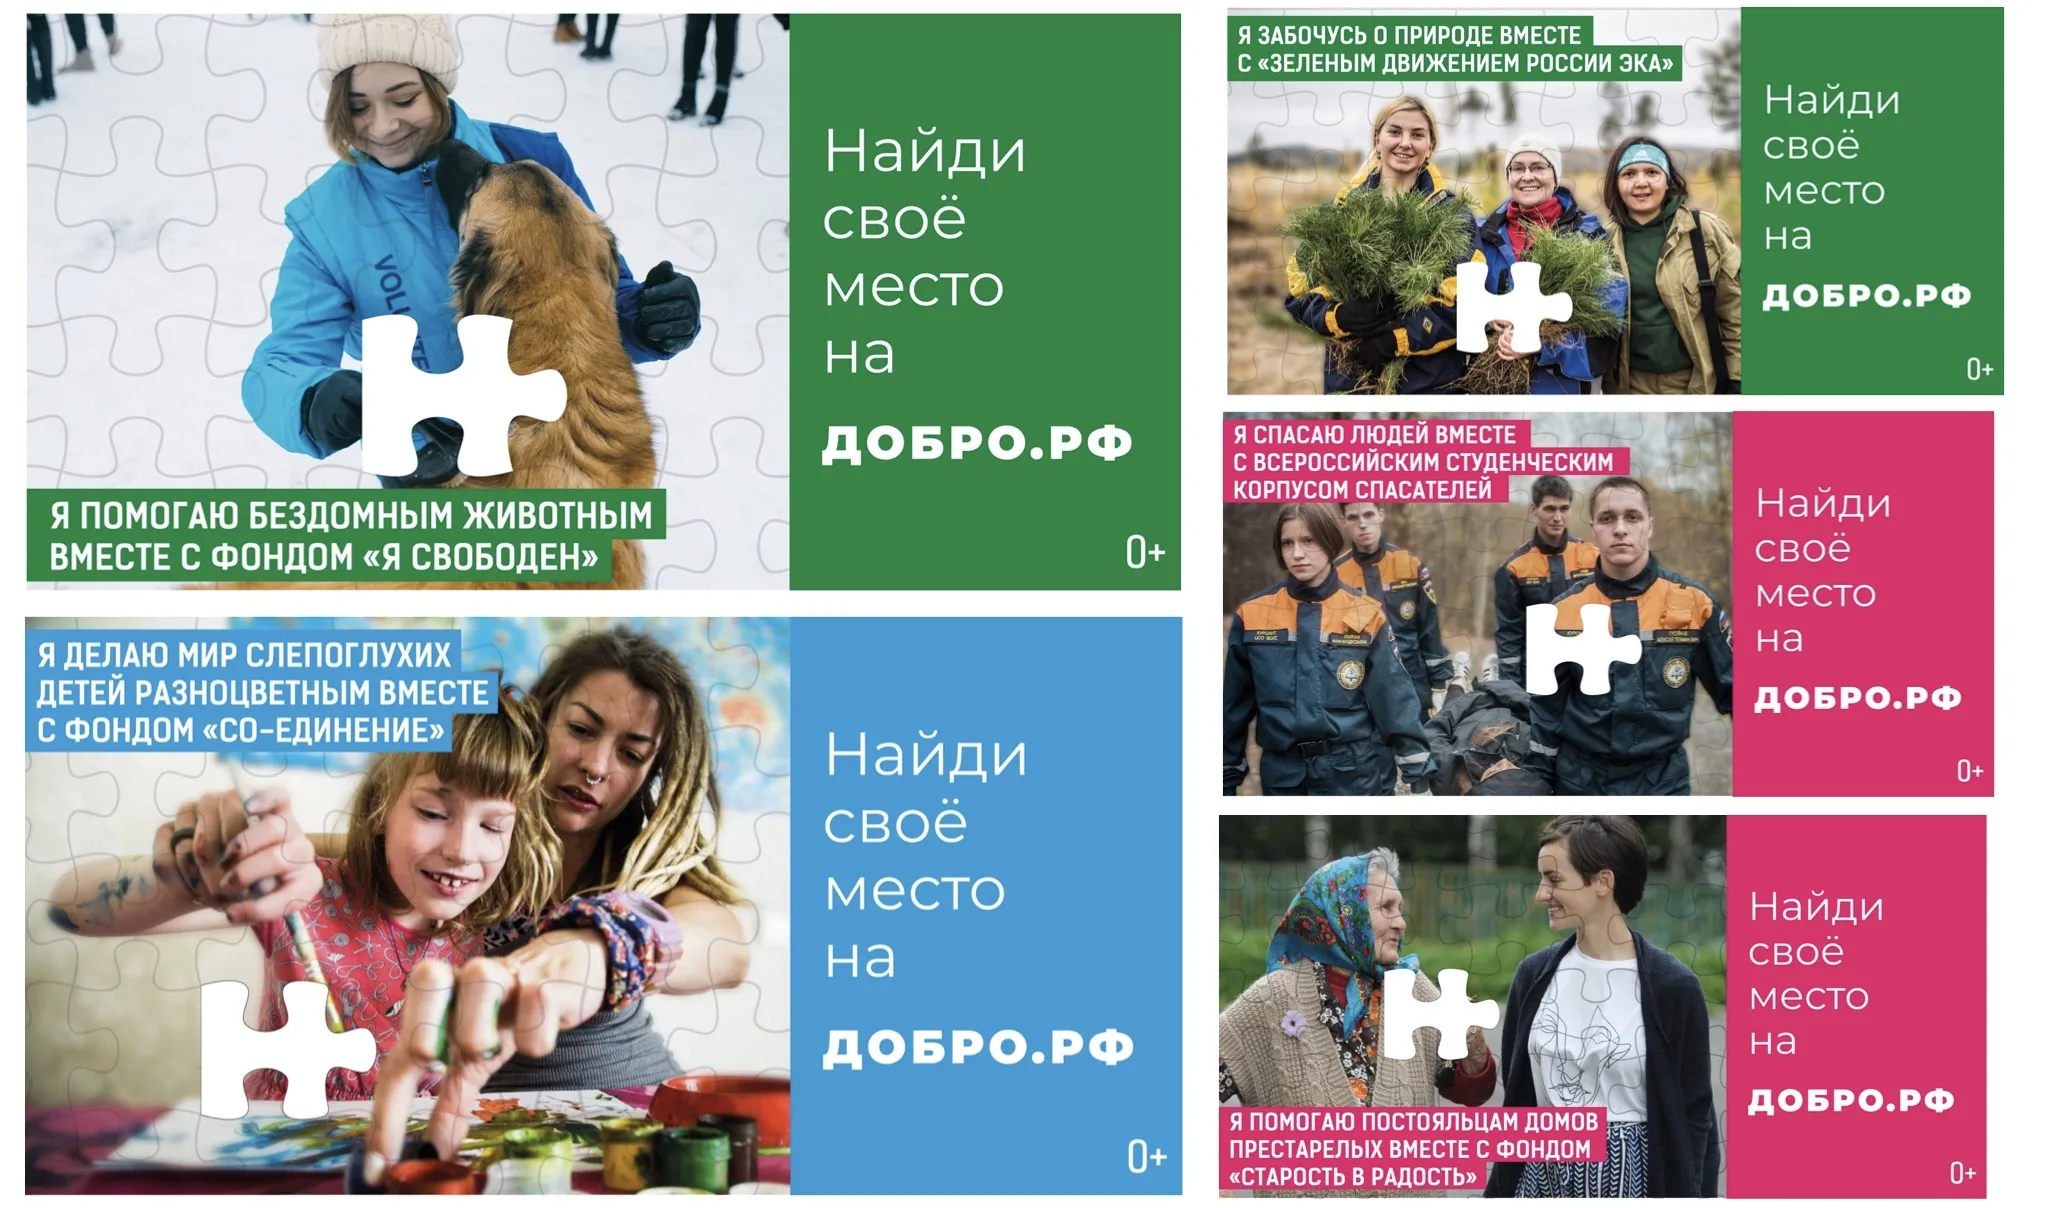 VOLUNTE
Я ПОМОГАЮ БЕЗДОМНЫМ ЖИВОТНЫМ
ВМЕСТЕ С ФОНДОМ «Я СВОБОДЕН»
Найди
своё
место
на
ДОБРО.РФ
0+
Я ДЕЛАЮ МИР СЛЕПОГЛУХИХ
ДЕТЕЙ РАЗНОЦВЕТНЫМ ВМЕСТЕ
С ФОНДОМ «СО-ЕДИНЕНИЕ»
Найди
своё
место
на
ДОБРО.РФ
0+
Я ЗАБОЧУСЬ О ПРИРОДЕ ВМЕСТЕ
С «ЗЕЛЕНЫМ ДВИЖЕНИЕМ РОССИИ ЭКА»
Найди
своё
место
на
ДОБРО.РФ
0+
Я СПАСАЮ ЛЮДЕЙ ВМЕСТЕ
С ВСЕРОССИЙСКИМ СТУДЕНЧЕСКИМ
КОРПУСОМ СПАСАТЕЛЕЙ
Найди
своё
место
на
ДОБРО.РФ
0+
Я ПОМОГАЮ ПОСТОЯЛЬЦАМ ДОМОВ
ПРЕСТАРЕЛЫХ ВМЕСТЕ С ФОНДОМ
«СТАРОСТЬ В РАДОСТЬ»
Найди
своё
место
на
ДОБРО.РФ
0+